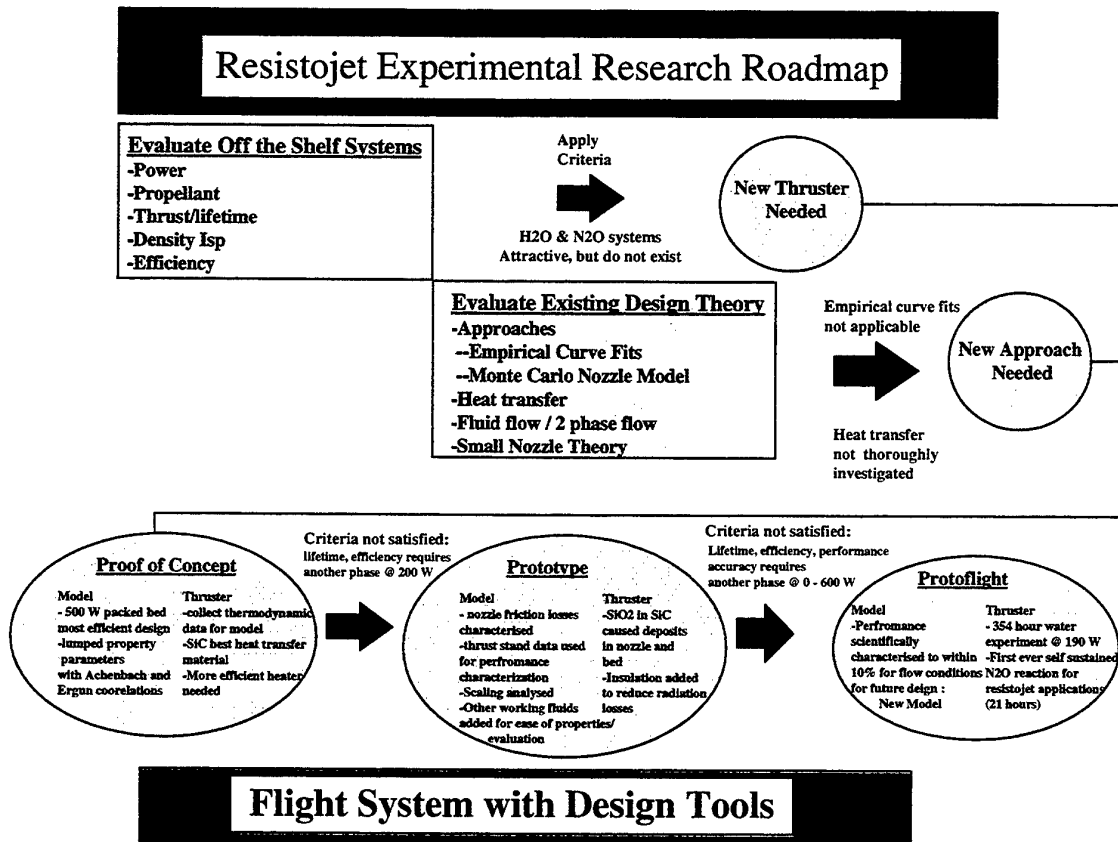 Resistojet Experimental Research Roadmap
Evaluate Off the Shelf Systems
-Power
-Propellant
-Thrust/lifetime
-Density Isp
-Efficiency
Apply
Criteria
H2O & N2O systems
Attractive, but do not exist
New Thruster
Needed
Evaluate Existing Design Theory
-Approaches
--Empirical Curve Fits
--Monte Carlo Nozzle Model
-Heat transfer
-Fluid flow / 2 phase flow
-Small Nozzle Theory
Empirical curve fits
not applicable
Heat transfer
not thoroughly
investigated
New Approach
Needed
Proof of Concept
Model
- 500 W packed bed
most efficient design
-lumped property
parameters
with Achenbach and
Ergun coorelations
Thruster
-collect thermodynamic
data for model
-SiC best heat transfer
material
-More efficient heater
needed
Criteria not satisfied:
lifetime, efficiency requires
another phase @ 200 W
Prototype
Model
- nozzle friction losses
characterised
-thrust stand data used
for perfromance
characterization
-Scaling analysed
-Other working fluids
added for ease of properties/
evaluation
Thruster
-SiO2 in SiC
caused deposits
in nozzle and
bed
-Insulation added
to reduce radiation
losses
Criteria not satisfied:
Lifetime, efficiency, performance
accuracy requires
another phase @ 0 - 600 W
Protoflight
Model
-Perfromance
scientifically
characterised to within
10% for flow conditions
for future deign :
New Model
Thruster
- 354 hour water
experiment @ 190 W
-First ever self sustained
N2O reaction for
resistojet applications
(21 hours)
Flight System with Design Tools